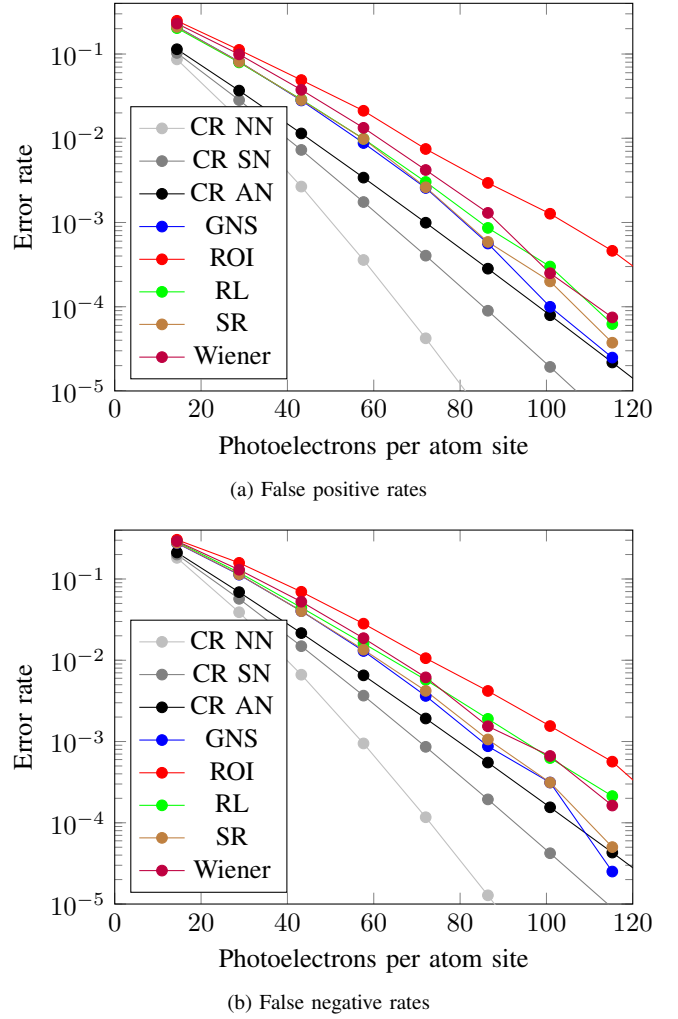 10^{-1}
10^{-2}
10^{-3}
10^{-4}
10^{-5}
Error rate
CR NN
CR SN
CR AN
GNS
ROI
RL
SR
Wiener
0 20 40 60 80 100 120
Photoelectrons per atom site
(a) False positive rates
10^{-1}
10^{-2}
10^{-3}
10^{-4}
10^{-5}
Error rate
CR NN
CR SN
CR AN
GNS
ROI
RL
SR
Wiener
0 20 40 60 80 100 120
Photoelectrons per atom site
(b) False negative rates